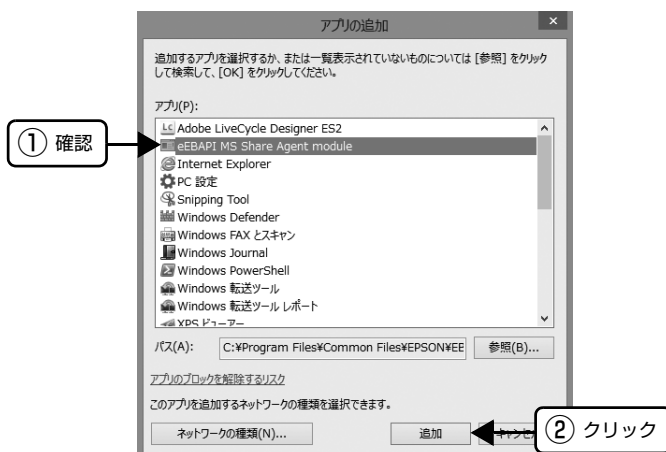 アプリの追加
追加するアプリを選択するか、または一覧表示されていないものについては [参照] をクリック
して検索して、[OK] をクリックしてください。
アプリ(P):
Adobe LiveCycle Designer ES2
① 確認
eEBAPI MS Share Agent module
Internet Explorer
PC 設定
Snipping Tool
Windows Defender
Windows FAX とスキャン
Windows Journal
Windows PowerShell
Windows 転送ツール
Windows 転送ツール レポート
XPS ビューアー
パス(A): C:¥Program Files¥Common Files¥EPSON¥EE 参照(B)...
アプリのブロックを解除するリスク
このアプリを追加するネットワークの種類を選択できます。
ネットワークの種類(N)... 追加
② クリック